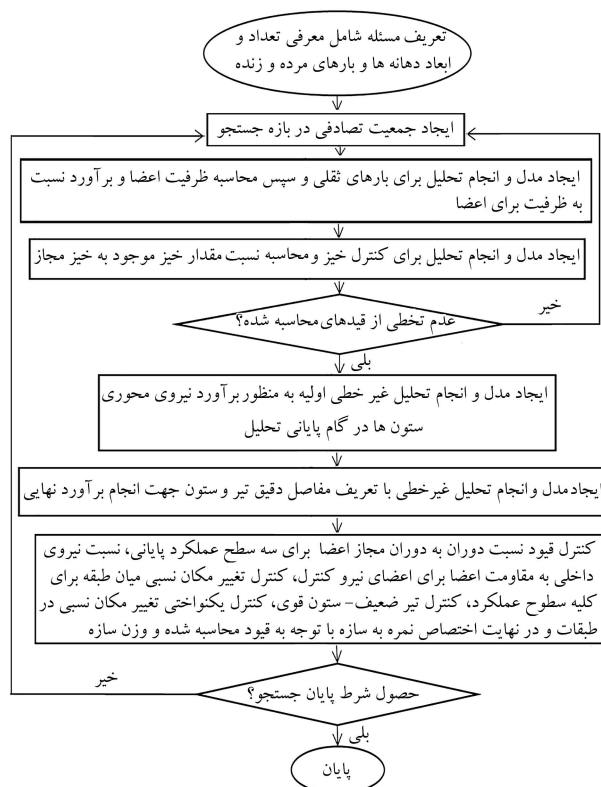 تعریف مسئله شامل معرفی تعداد و
ابعاد دهانه ها و بارهای مرده و زنده
ایجاد جمعیت تصادفی در بازه جستجو
ایجاد مدل و انجام تحلیل برای بارهای ثقلی و سپس محاسبه ظرفیت اعضا و برآورد نسبت
به ظرفیت برای اعضا
ایجاد مدل و انجام تحلیل برای کنترل خیز و محاسبه نسبت مقدار خیز موجود به خیز مجاز
عدم تخطی از قیدهای محاسبه شده؟
خیر
بلی
ایجاد مدل و انجام تحلیل غیر خطی اولیه به منظور برآورد نیروی محوری
ستون ها در گام پایانی تحلیل
ایجاد مدل و انجام تحلیل غیرخطی با تعریف مفاصل دقیق تیر و ستون جهت انجام برآورد نهایی
کنترل قیود نسبت دوران به دوران مجاز اعضا برای سه سطح عملکرد پایانی، نسبت نیروی
داخلی به مقاومت اعضا برای اعضای نیرو کنترل، کنترل تغییر مکان نسبی میان طبقه برای
کلیه سطوح عملکرد، کنترل تیر ضعیف- ستون قوی، کنترل یکنواختی تغییر مکان نسبی در
طبقات و در نهایت اختصاص نمره به سازه با توجه به قیود محاسبه شده و وزن سازه
خیر
حصول شرط پایان جستجو؟
بلی
پایان